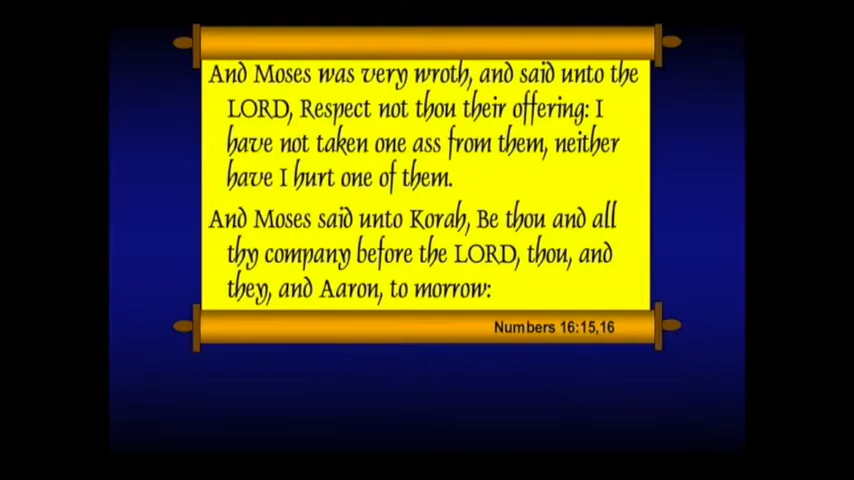 And Moses was very wroth, and said unto the
LORD, Respect not thou their offering: I
have not taken one ass from them, neither
have I hurt one of them.
And Moses said unto Korah, Be thou and all
thy company before the LORD, thou, and
they, and Aaron, to morrow:
Numbers 16:15,16